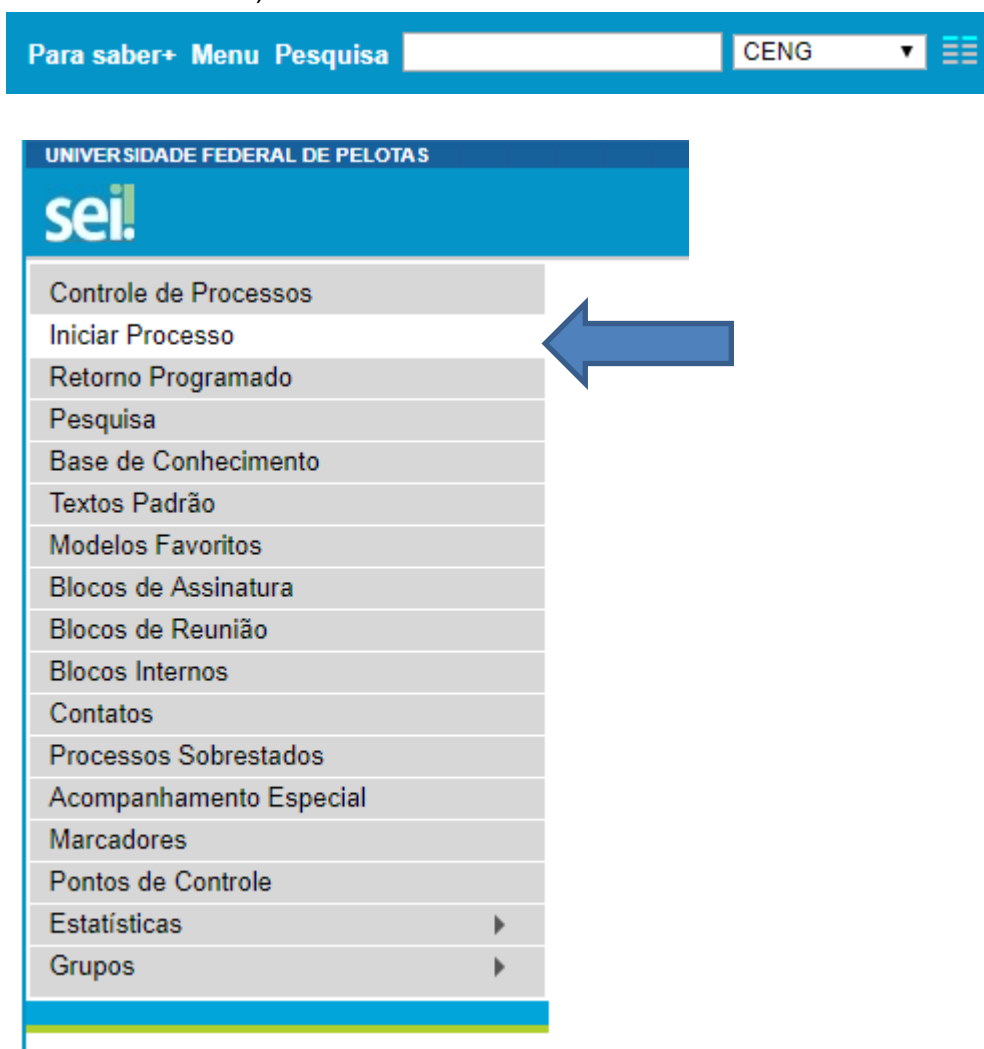 Para saber+ Menu Pesquisa CENG
UNIVERSIDADE FEDERAL DE PELOTAS
sei!
Controle de Processos
Iniciar Processo
Retorno Programado
Pesquisa
Base de Conhecimento
Textos Padrão
Modelos Favoritos
Blocos de Assinatura
Blocos de Reunião
Blocos Internos
Contatos
Processos Sobrestados
Acompanhamento Especial
Marcadores
Pontos de Controle
Estatísticas
Grupos